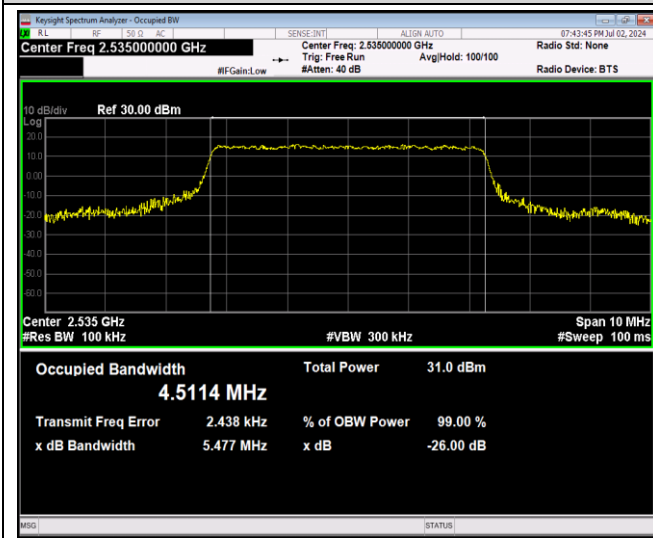 Keysight Spectrum Analyzer - Occupied BW
RL RF 50 Ω AC SENSE:INT ALIGN AUTO 07:43:45 PM Jul 02, 2024
Center Freq 2.535000000 GHz Center Freq: 2.535000000 GHz Radio Std: None
Trig: Free Run Avg|Hold: 100/100
#IFGain:Low #Atten: 40 dB Radio Device: BTS
10 dB/div Ref 30.00 dBm
Log
20.0
10.0
0.00
-10.0
-20.0
-30.0
-40.0
-50.0
-60.0
Center 2.535 GHz Span 10 MHz
#Res BW 100 kHz #VBW 300 kHz #Sweep 100 ms
Occupied Bandwidth Total Power 31.0 dBm
4.5114 MHz
Transmit Freq Error 2.438 kHz % of OBW Power 99.00 %
x dB Bandwidth 5.477 MHz x dB -26.00 dB
MSG STATUS